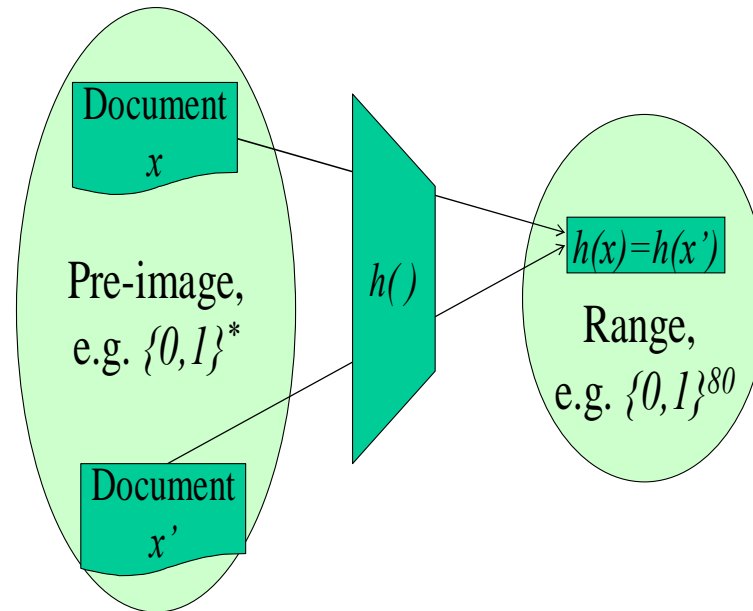 Document
x
Pre-image,
e.g. {0,1}*
Document
x’
h( )
h(x)=h(x’)
Range,
e.g. {0,1}80